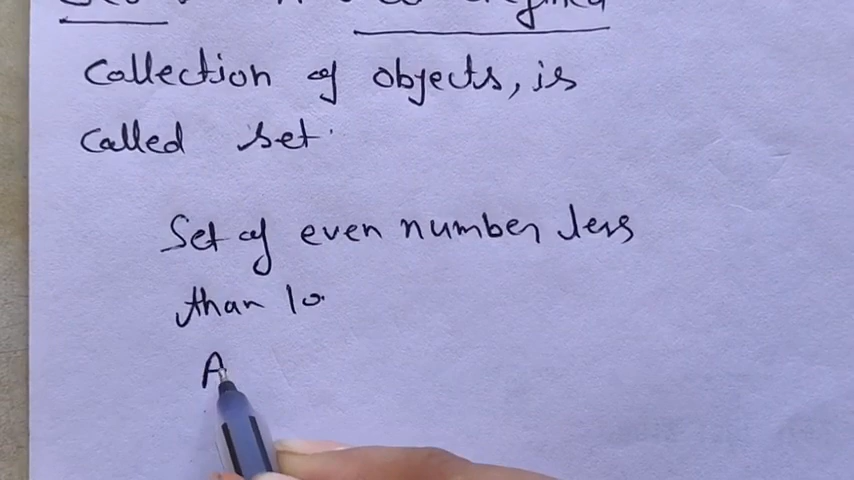 collection of objects, is
called set.
Set of even number less
than 10.
A